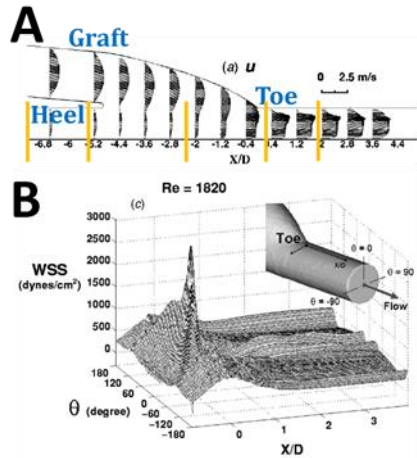 A
Graft
(a) u
0 2.5 m/s
Toe
Heel
-6.8 -6 -5.2 -4.4 -3.6 -2.8 -2 -1.2 -0.4 0.4 1.2 2 2.8 3.6 4.4
X/D
B
Re = 1820
(c)
3000
2500
WSS
(dynes/cm²)
2000
1500
1000
500
0
Toe
X/D
θ = 0
θ = 90
θ = -90
Flow
180
120
60
0
-60
-120
-180
θ (degree)
0 1 2 3
X/D